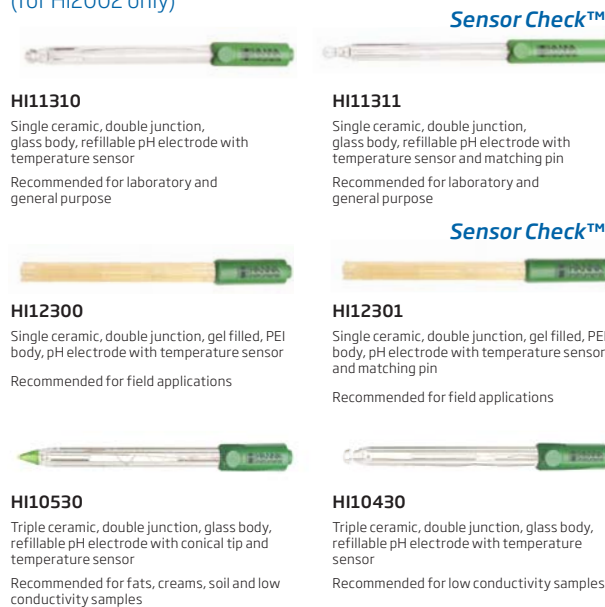 (for HI2002 only)
Sensor Check™
HI11310
Single ceramic, double junction,
glass body, refillable pH electrode with
temperature sensor
Recommended for laboratory and
general purpose
HI11311
Single ceramic, double junction,
glass body, refillable pH electrode with
temperature sensor and matching pin
Recommended for laboratory and
general purpose
Sensor Check™
HI12300
Single ceramic, double junction, gel filled, PEI
body, pH electrode with temperature sensor
Recommended for field applications
HI12301
Single ceramic, double junction, gel filled, PEI
body, pH electrode with temperature sensor
and matching pin
Recommended for field applications
HI10530
Triple ceramic, double junction, glass body,
refillable pH electrode with conical tip and
temperature sensor
Recommended for fats, creams, soil and low
conductivity samples
HI10430
Triple ceramic, double junction, glass body,
refillable pH electrode with temperature
sensor
Recommended for low conductivity samples